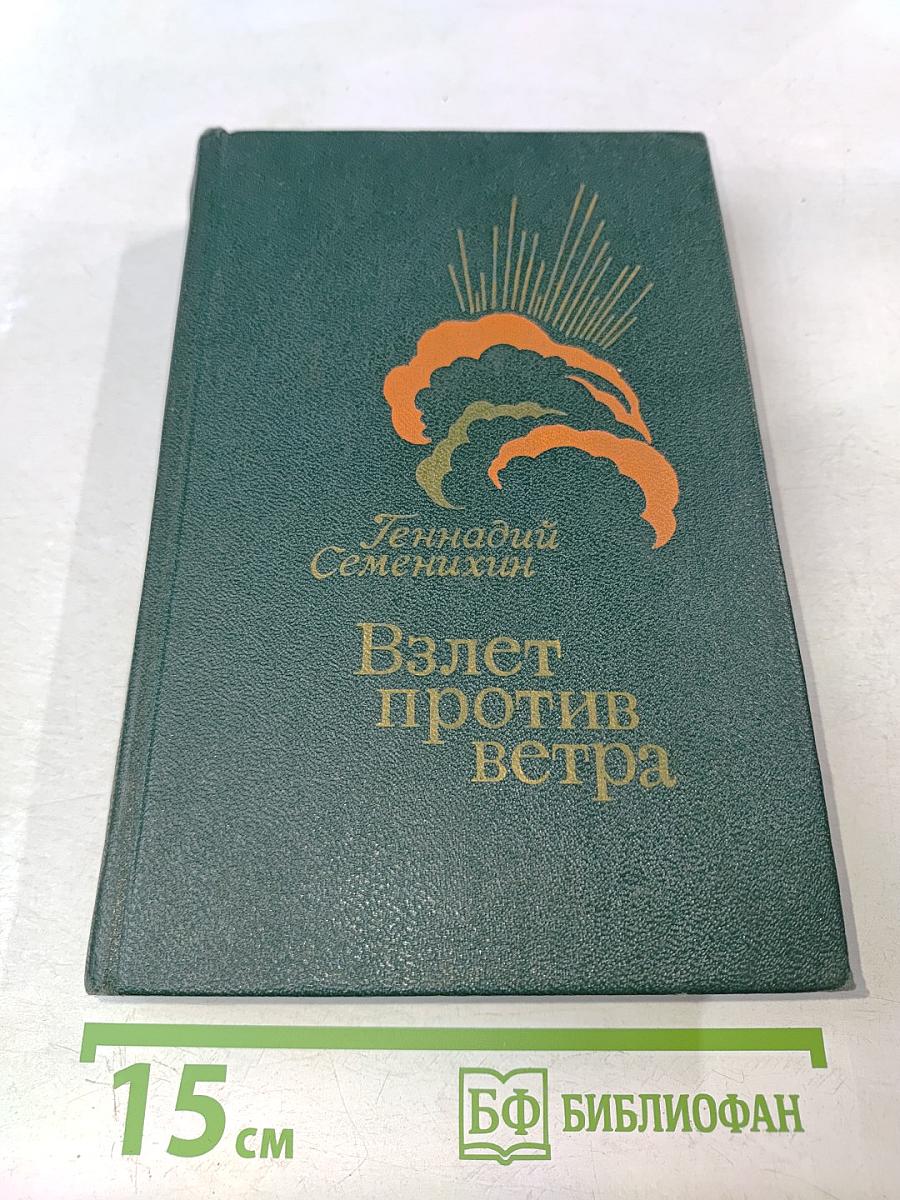 Геннадий
Семенихин
Взлет
против
ветра
15 см
БФ БИБЛИОФАН